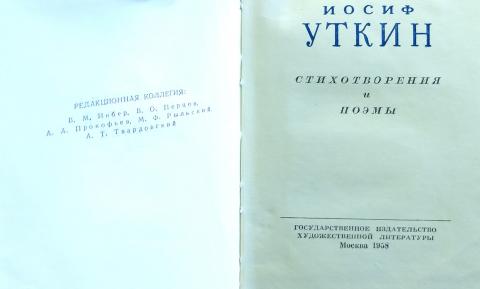 РЕДАКЦИОННАЯ КОЛЛЕГИЯ:
В. М. Инбер, В. О. Перцов,
А. А. Прокофьев, М. Ф. Рыльский,
А. Т. Твардовский
ИОСИФ
УТКИН
СТИХОТВОРЕНИЯ
и
ПОЭМЫ
ГОСУДАРСТВЕННОЕ ИЗДАТЕЛЬСТВО
ХУДОЖЕСТВЕННОЙ ЛИТЕРАТУРЫ
Москва 1958